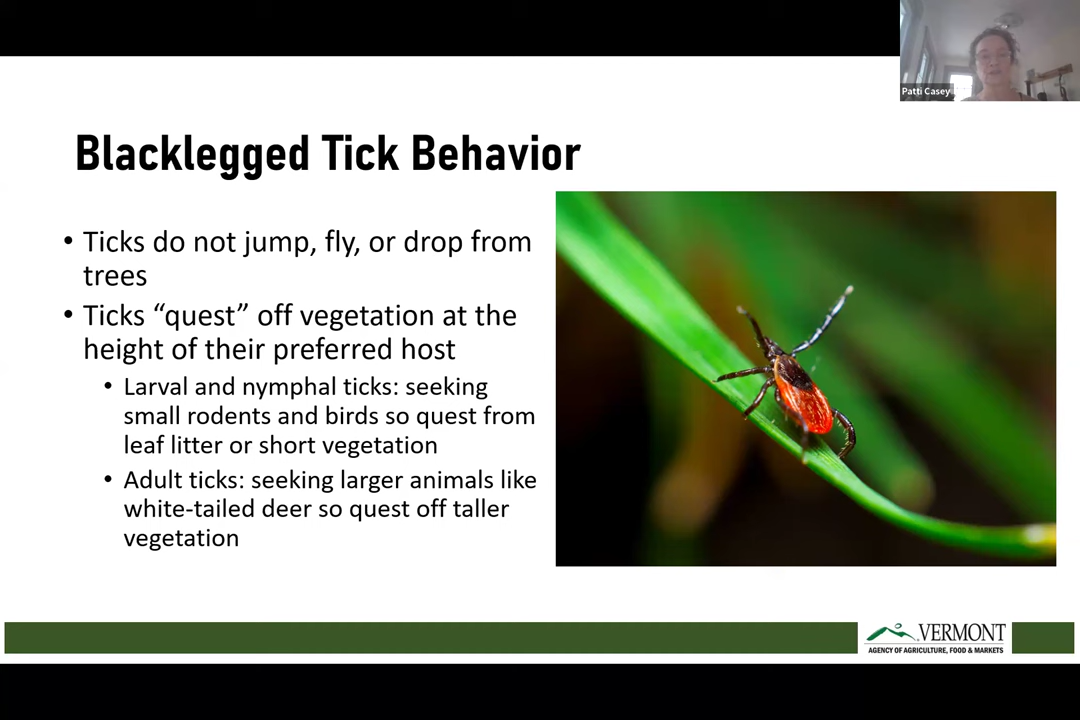 Patti Casey
Blacklegged Tick Behavior
• Ticks do not jump, fly, or drop from
trees
• Ticks “quest” off vegetation at the
height of their preferred host
• Larval and nymphal ticks: seeking
small rodents and birds so quest from
leaf litter or short vegetation
• Adult ticks: seeking larger animals like
white-tailed deer so quest off taller
vegetation
VERMONT
AGENCY OF AGRICULTURE, FOOD & MARKETS